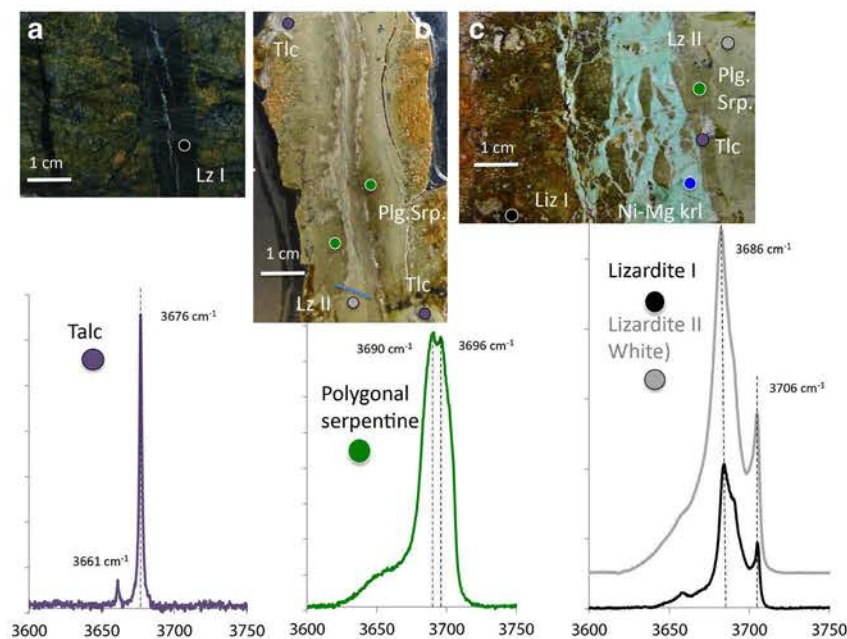 a
Lz I
1 cm
b
Tlc
Plg.Srp.
1 cm
Lz II
Tlc
c
Lz II
Plg.
Srp.
Tlc
1 cm
Liz I
Ni-Mg krl
Talc
3676 cm-1
3661 cm-1
3600 3650 3700 3750
3690 cm-1
3696 cm-1
Polygonal
serpentine
3600 3650 3700 3750
3686 cm-1
Lizardite I
Lizardite II
White)
3706 cm-1
3600 3650 3700 3750